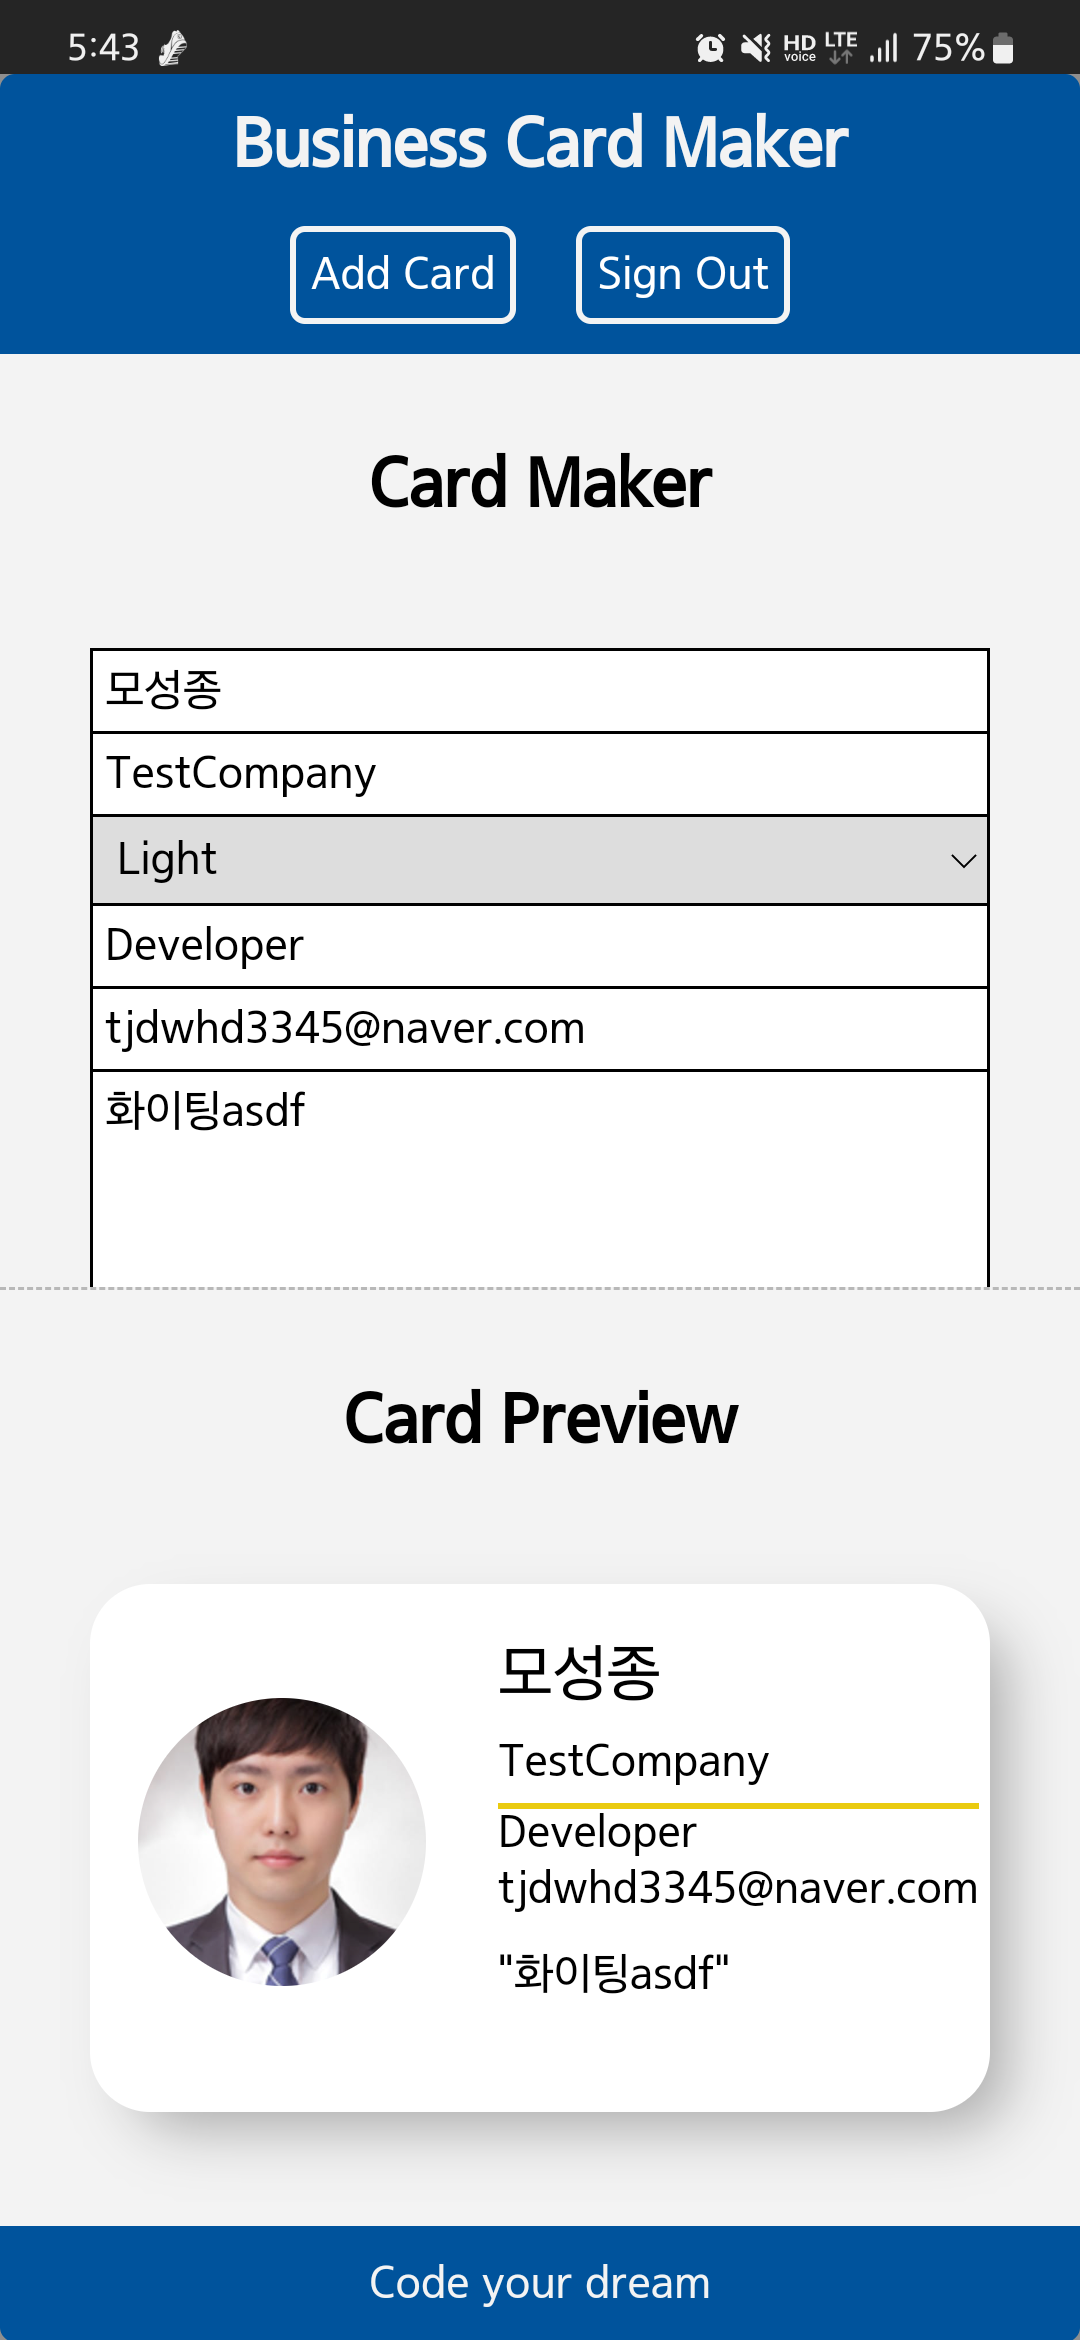 5:43 HD voice LTE 75%
Business Card Maker
Add Card Sign Out
Card Maker
모성종
TestCompany
Light
Developer
tjdwhd3345@naver.com
화이팅asdf
Card Preview
모성종
TestCompany
Developer
tjdwhd3345@naver.com
"화이팅asdf"
Code your dream